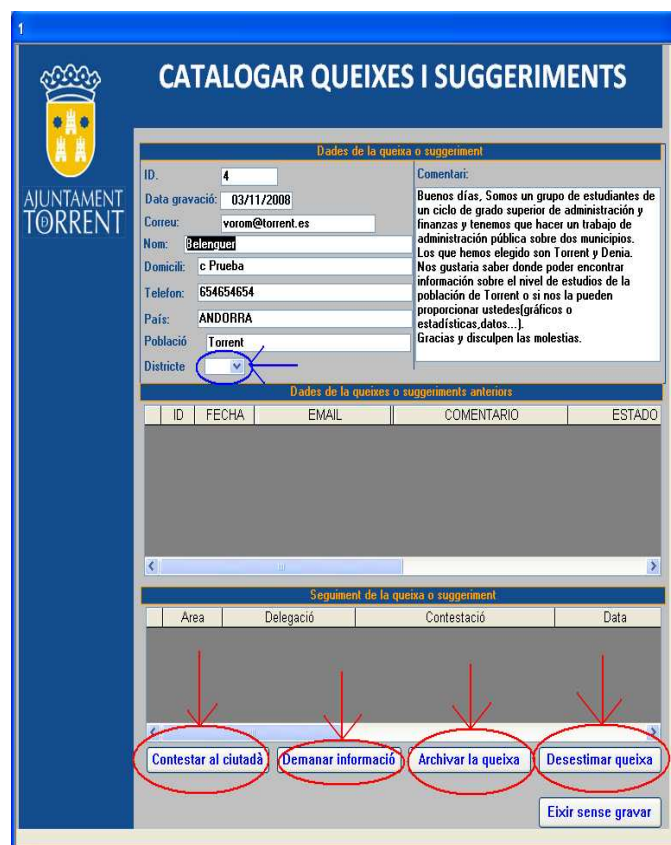 1
CATALOGAR QUEIXES I SUGGERIMENTS
AJUNTAMENT
DE TORRENT
Dades de la queixa o suggeriment
ID. 4
Data gravació: 03/11/2008
Correu: vorom@torrent.es
Nom: Belenguer
Domicili: c Prueba
Telefon: 654654654
País: ANDORRA
Població Torrent
Districte
Comentari:
Buenos días, Somos un grupo de estudiantes de
un ciclo de grado superior de administración y
finanzas y tenemos que hacer un trabajo de
administración pública sobre dos municipios.
Los que hemos elegido son Torrent y Denia.
Nos gustaria saber donde poder encontrar
información sobre el nivel de estudios de la
población de Torrent o si nos la pueden
proporcionar ustedes(gráficos o
estadísticas,datos...).
Gracias y disculpen las molestias.
Dades de la queixes o suggeriments anteriors
ID FECHA EMAIL COMENTARIO ESTADO
Seguiment de la queixa o suggeriment
Area Delegació Contestació Data
Contestar al ciutadà Demanar informació Archivar la queixa Desestimar queixa
Eixir sense gravar